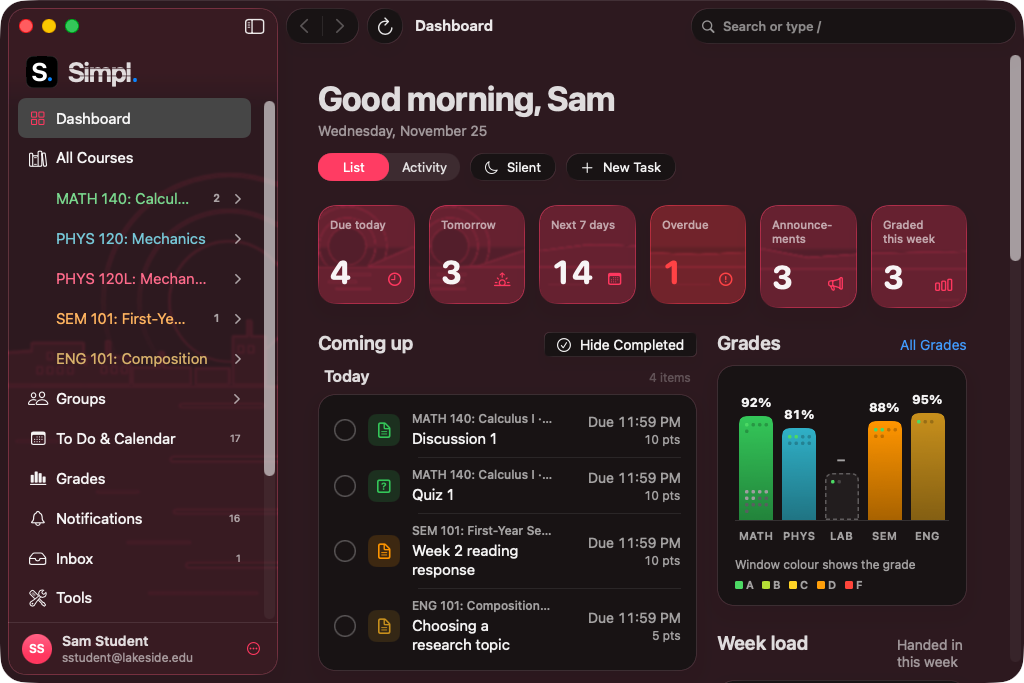 S.
Simpl.
Dashboard
All Courses
MATH 140: Calcul... 2
PHYS 120: Mechanics
PHYS 120L: Mechan...
SEM 101: First-Ye... 1
ENG 101: Composition
Groups
To Do & Calendar 17
Grades
Notifications 16
Inbox 1
Tools
SS
Sam Student
sstudent@lakeside.edu
Dashboard
Search or type /
Good morning, Sam
Wednesday, November 25
List
Activity
Silent
New Task
Due today
4
Tomorrow
3
Next 7 days
14
Overdue
1
Announce-
ments
3
Graded
this week
3
Coming up
Hide Completed
Today
4 items
MATH 140: Calculus I ·...
Discussion 1
Due 11:59 PM
10 pts
MATH 140: Calculus I ·...
Quiz 1
Due 11:59 PM
10 pts
SEM 101: First-Year Se...
Week 2 reading
response
Due 11:59 PM
10 pts
ENG 101: Composition...
Choosing a
research topic
Due 11:59 PM
5 pts
Grades
All Grades
92%
81%
–
88%
95%
MATH PHYS LAB SEM ENG
Window colour shows the grade
A B C D F
Week load
Handed in
this week